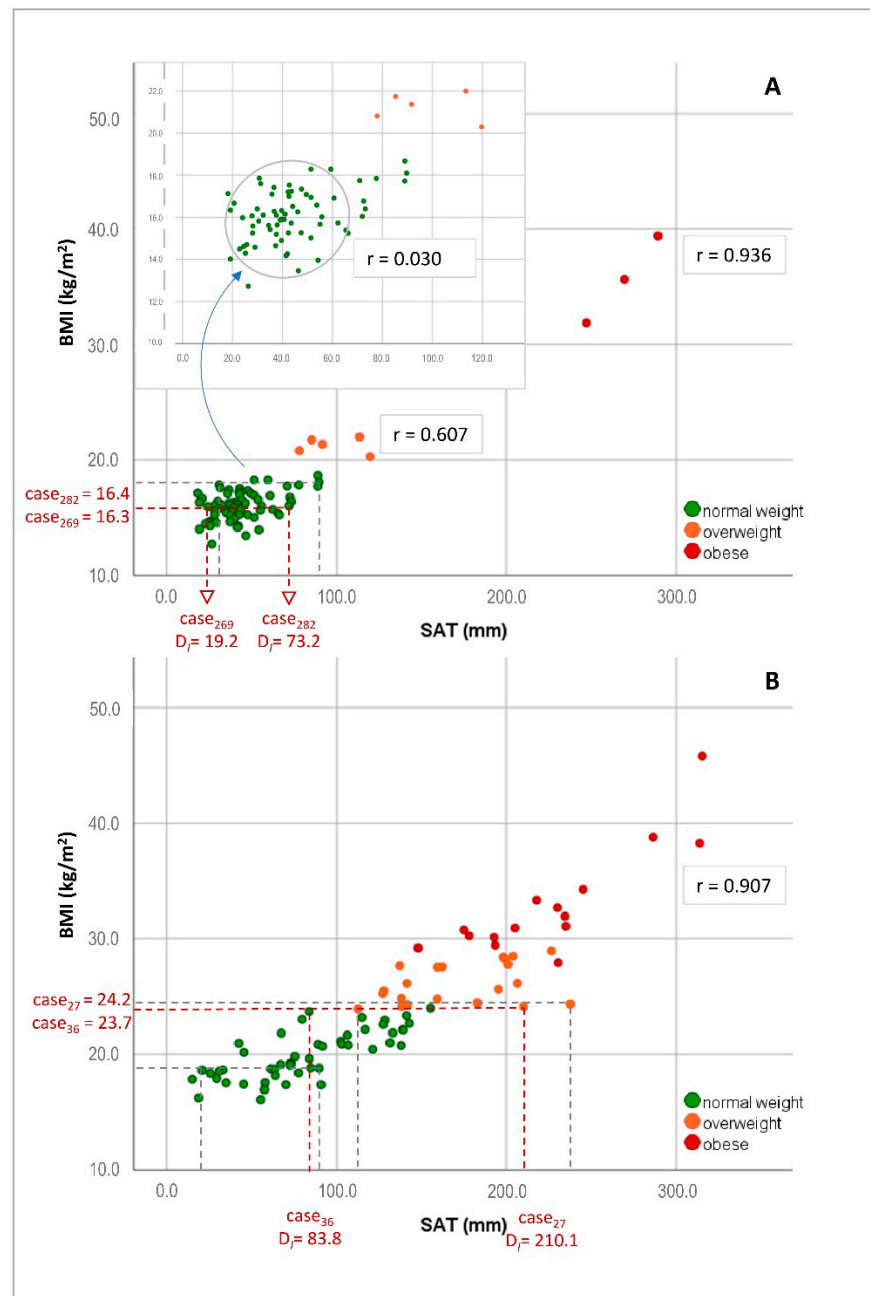 A
50.0
40.0
30.0
20.0
10.0
BMI (kg/m²)
22.0
20.0
18.0
16.0
14.0
12.0
10.0
0.0 20.0 40.0 60.0 80.0 100.0 120.0
r = 0.030
r = 0.936
r = 0.607
case₂₈₂ = 16.4
case₂₆₉ = 16.3
normal weight
overweight
obese
0.0 100.0 200.0 300.0
case₂₆₉ case₂₈₂
Dᵢ= 19.2 Dᵢ= 73.2
SAT (mm)
B
50.0
40.0
30.0
20.0
10.0
BMI (kg/m²)
r = 0.907
case₂₇ = 24.2
case₃₆ = 23.7
normal weight
overweight
obese
0.0 100.0 200.0 300.0
case₃₆ case₂₇
Dᵢ= 83.8 Dᵢ= 210.1
SAT (mm)